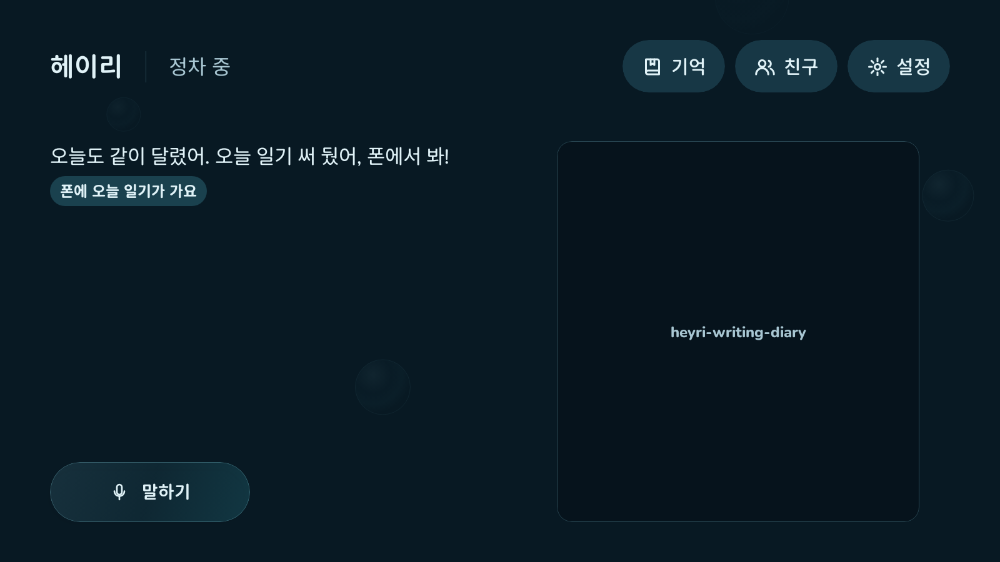 헤이리
정차 중
기억
친구
설정
오늘도 같이 달렸어. 오늘 일기 써 뒀어, 폰에서 봐!
폰에 오늘 일기가 가요
heyri-writing-diary
말하기